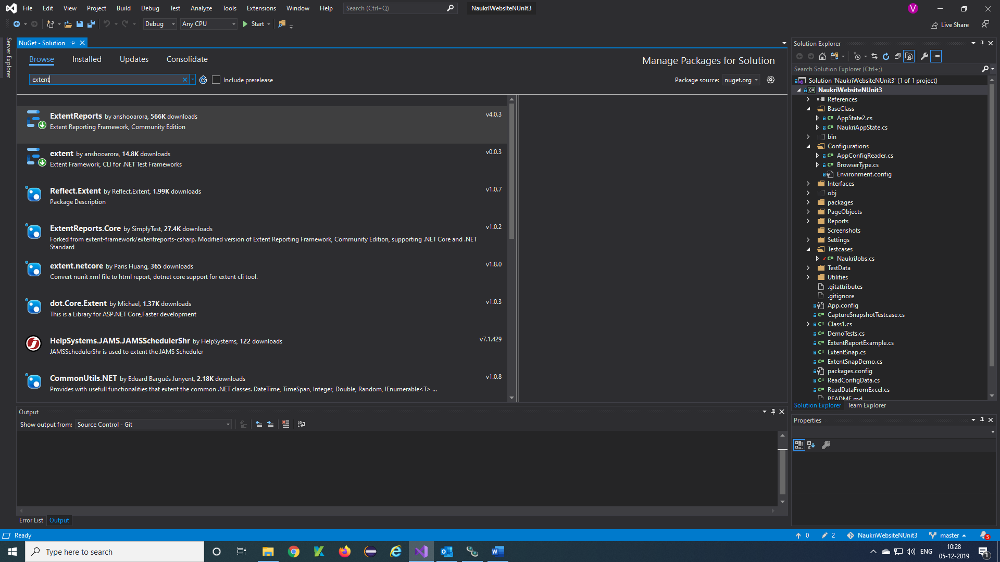 File Edit View Project Build Debug Test Analyze Tools Extensions Window Help Search (Ctrl+Q) NaukriWebsiteNUnit3 V
Debug Any CPU Start Live Share
Server Explorer
NuGet - Solution
Browse Installed Updates Consolidate
Manage Packages for Solution
extent
Include prerelease
Package source: nuget.org
ExtentReports by anshooarora, 566K downloads v4.0.3
Extent Reporting Framework, Community Edition
extent by anshooarora, 14.8K downloads v0.0.3
Extent Framework, CLI for .NET Test Frameworks
Reflect.Extent by Reflect.Extent, 1.99K downloads v1.0.7
Package Description
ExtentReports.Core by SimplyTest, 27.4K downloads v1.0.2
Forked from extent-framework/extentreports-csharp. Modified version of Extent Reporting Framework, Community Edition, supporting .NET Core and .NET
Standard
extent.netcore by Paris Huang, 365 downloads v1.8.0
Convert nunit xml file to html report, dotnet core support for extent cli tool.
dot.Core.Extent by Michael, 1.37K downloads v1.0.3
This is a Library for ASP.NET Core,Faster development
HelpSystems.JAMS.JAMSSchedulerShr by HelpSystems, 122 downloads v7.1.429
JAMSSchedulerShr is used to extent the JAMS Scheduler
CommonUtils.NET by Eduard Bargués Junyent, 2.18K downloads v1.0.8
Provides with usefull functionalities that extent the common .NET classes. DateTime, TimeSpan, Integer, Double, Random, IEnumerable<T> ...
Output
Show output from: Source Control - Git
Error List Output
Solution Explorer
Search Solution Explorer (Ctrl+;)
Solution 'NaukriWebsiteNUnit3' (1 of 1 project)
NaukriWebsiteNUnit3
References
BaseClass
AppState2.cs
NaukriAppState.cs
bin
Configurations
AppConfigReader.cs
BrowserType.cs
Environment.config
Interfaces
obj
packages
PageObjects
Reports
Screenshots
Settings
Testcases
NaukriJobs.cs
TestData
Utilities
.gitattributes
.gitignore
App.config
CaptureSnapshotTestcase.cs
Class1.cs
DemoTests.cs
ExtentReportExample.cs
ExtentSnap.cs
ExtentSnapDemo.cs
packages.config
ReadConfigData.cs
ReadDataFromExcel.cs
README.md
Solution Explorer Team Explorer
Properties
Ready 0 2 NaukriWebsiteNUnit3 master 3
Type here to search
ENG
10:28
05-12-2019
1